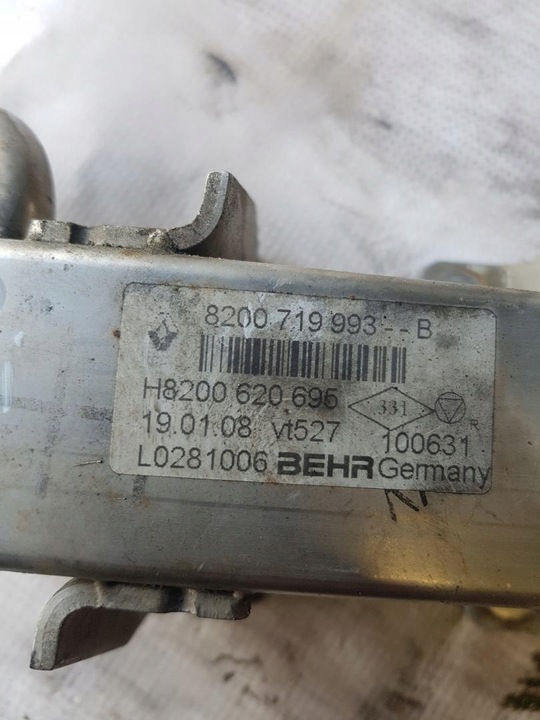 8200 719 993 -- B
H8200 620 695 331
19.01.08 vt527 100631 R
L0281006 BEHR Germany